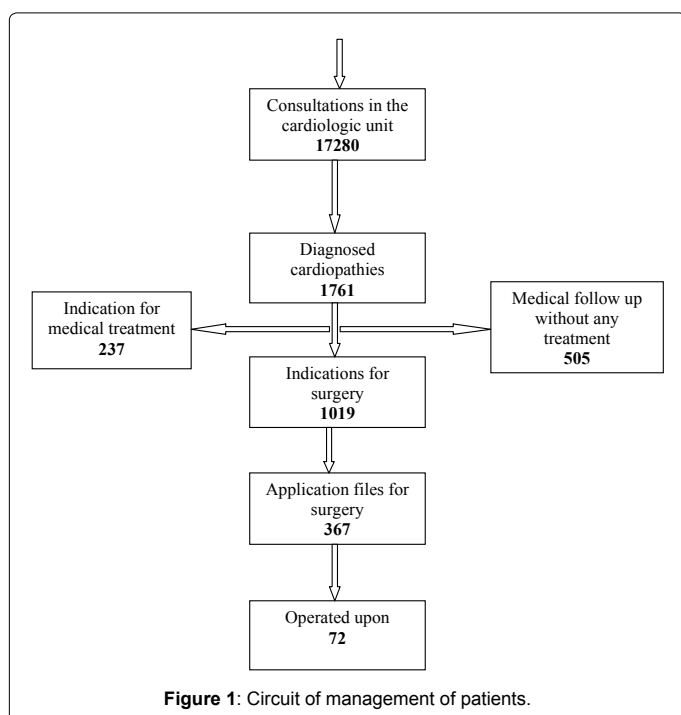 Consultations in the
cardiologic unit
17280
Diagnosed
cardiopathies
1761
Indication for
medical treatment
237
Medical follow up
without any
treatment
505
Indications for
surgery
1019
Application files for
surgery
367
Operated upon
72
Figure 1: Circuit of management of patients.